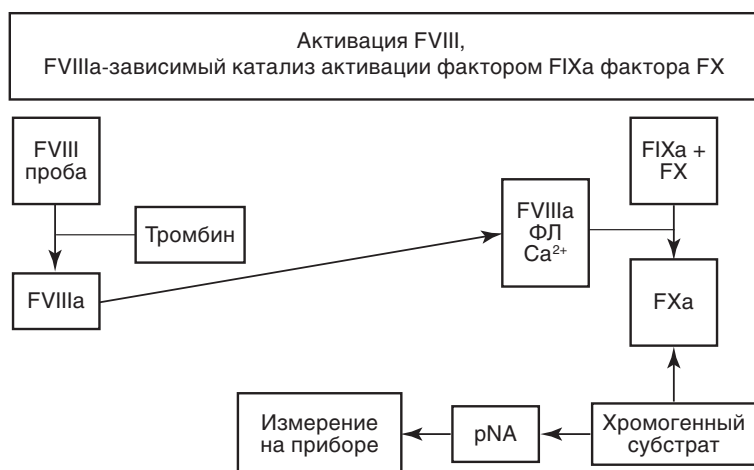 Активация FVIII,
FVIIIa-зависимый катализ активации фактором FIXa фактора FX
FVIII
проба
Тромбин
FVIIIa
FVIIIa
ФЛ
Ca²⁺
FIXa +
FX
FXa
Измерение
на приборе
pNA
Хромогенный
субстрат